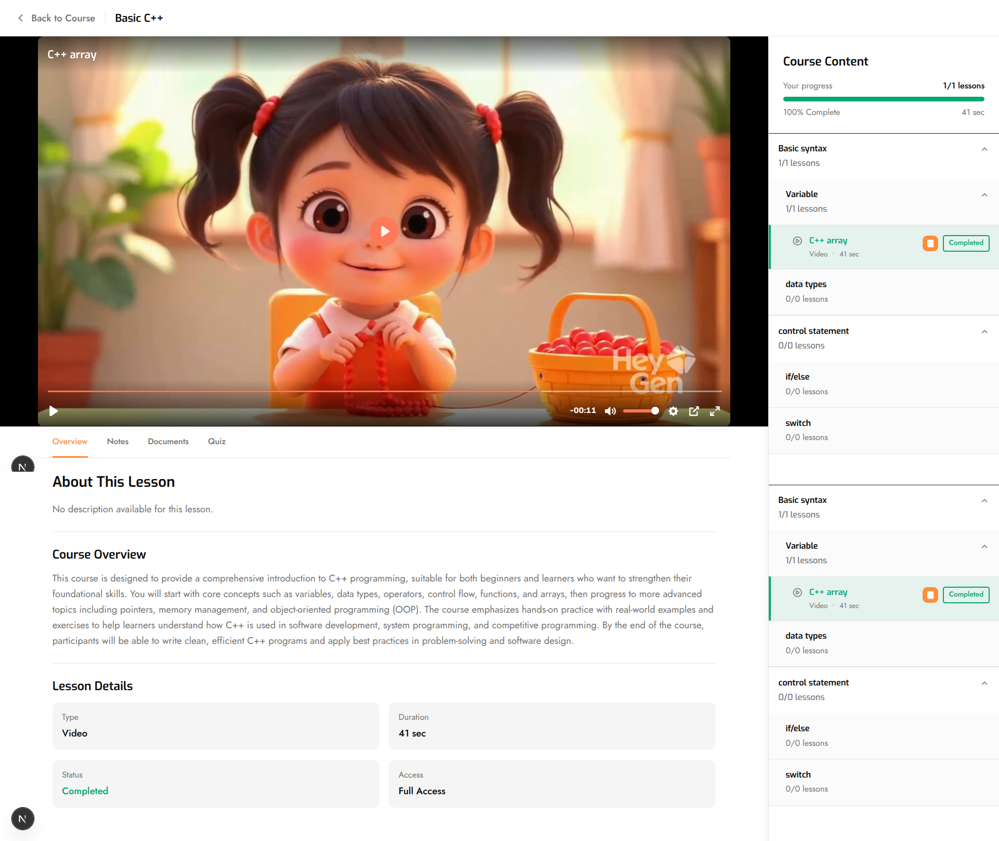 Back to Course
Basic C++
C++ array
HeyGen
-00:11
Overview
Notes
Documents
Quiz
N
About This Lesson
No description available for this lesson.
Course Overview
This course is designed to provide a comprehensive introduction to C++ programming, suitable for both beginners and learners who want to strengthen their
foundational skills. You will start with core concepts such as variables, data types, operators, control flow, functions, and arrays, then progress to more advanced
topics including pointers, memory management, and object-oriented programming (OOP). The course emphasizes hands-on practice with real-world examples and
exercises to help learners understand how C++ is used in software development, system programming, and competitive programming. By the end of the course,
participants will be able to write clean, efficient C++ programs and apply best practices in problem-solving and software design.
Lesson Details
Type
Video
Duration
41 sec
Status
Completed
Access
Full Access
N
Course Content
Your progress
1/1 lessons
100% Complete
41 sec
Basic syntax
1/1 lessons
Variable
1/1 lessons
C++ array
Completed
Video · 41 sec
data types
0/0 lessons
control statement
0/0 lessons
if/else
0/0 lessons
switch
0/0 lessons
Basic syntax
1/1 lessons
Variable
1/1 lessons
C++ array
Completed
Video · 41 sec
data types
0/0 lessons
control statement
0/0 lessons
if/else
0/0 lessons
switch
0/0 lessons